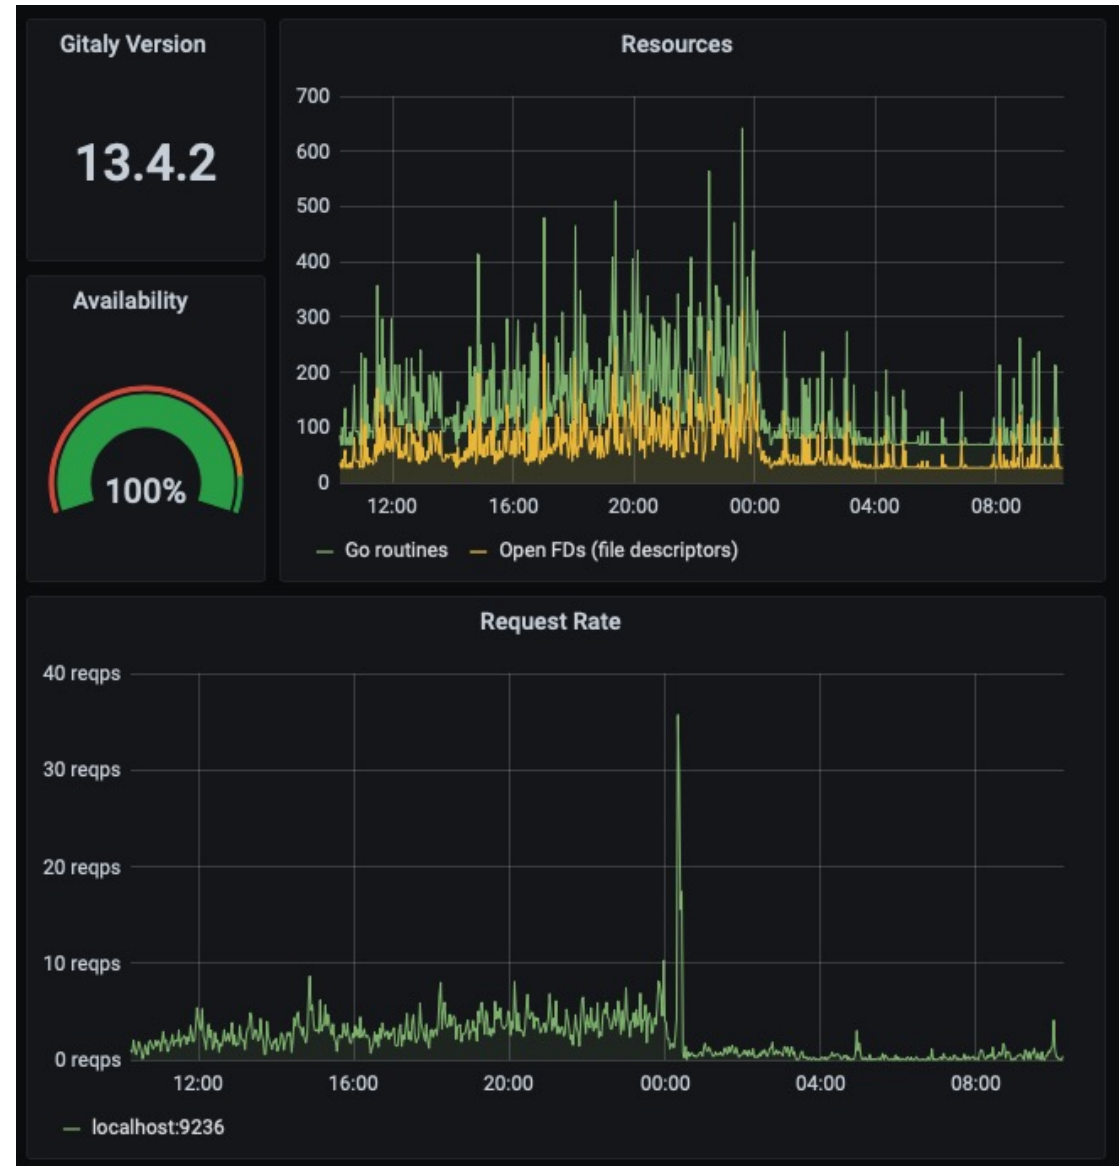 Gitaly Version
13.4.2
Availability
100%
Resources
700
600
500
400
300
200
100
0
12:00 16:00 20:00 00:00 04:00 08:00
Go routines Open FDs (file descriptors)
Request Rate
40 reqps
30 reqps
20 reqps
10 reqps
0 reqps
12:00 16:00 20:00 00:00 04:00 08:00
localhost:9236